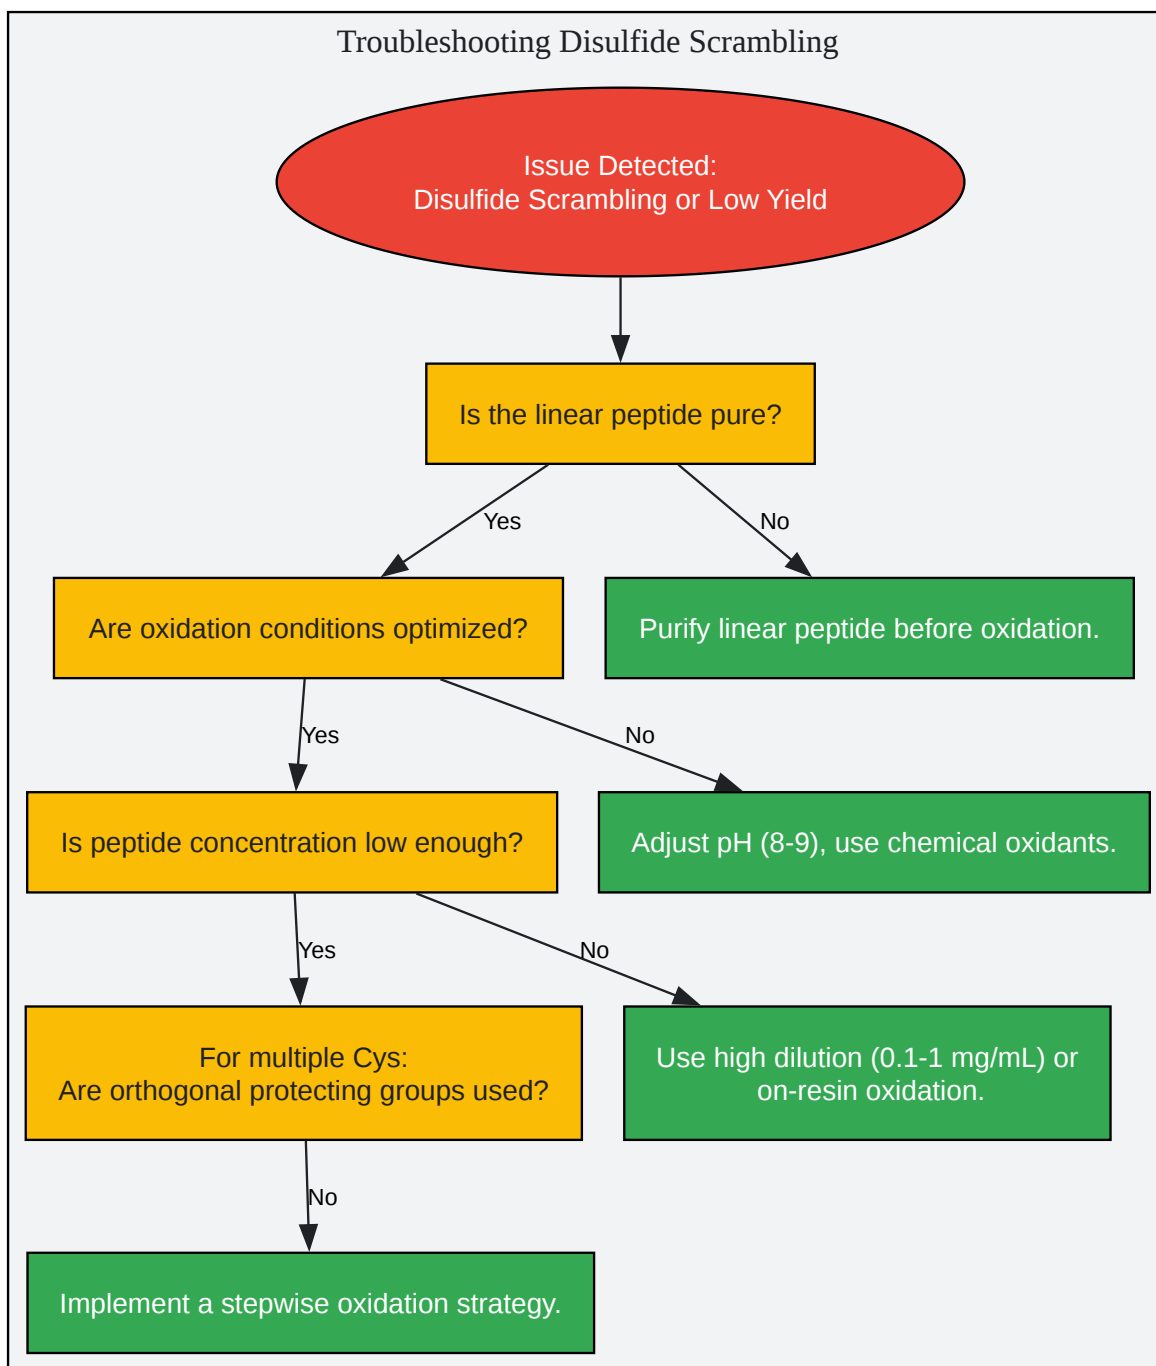 Troubleshooting Disulfide Scrambling
Issue Detected:
Disulfide Scrambling or Low Yield
Is the linear peptide pure?
Yes
No
Are oxidation conditions optimized?
Purify linear peptide before oxidation.
Yes
No
Is peptide concentration low enough?
Adjust pH (8-9), use chemical oxidants.
Yes
No
For multiple Cys:
Are orthogonal protecting groups used?
Use high dilution (0.1-1 mg/mL) or
on-resin oxidation.
No
Implement a stepwise oxidation strategy.